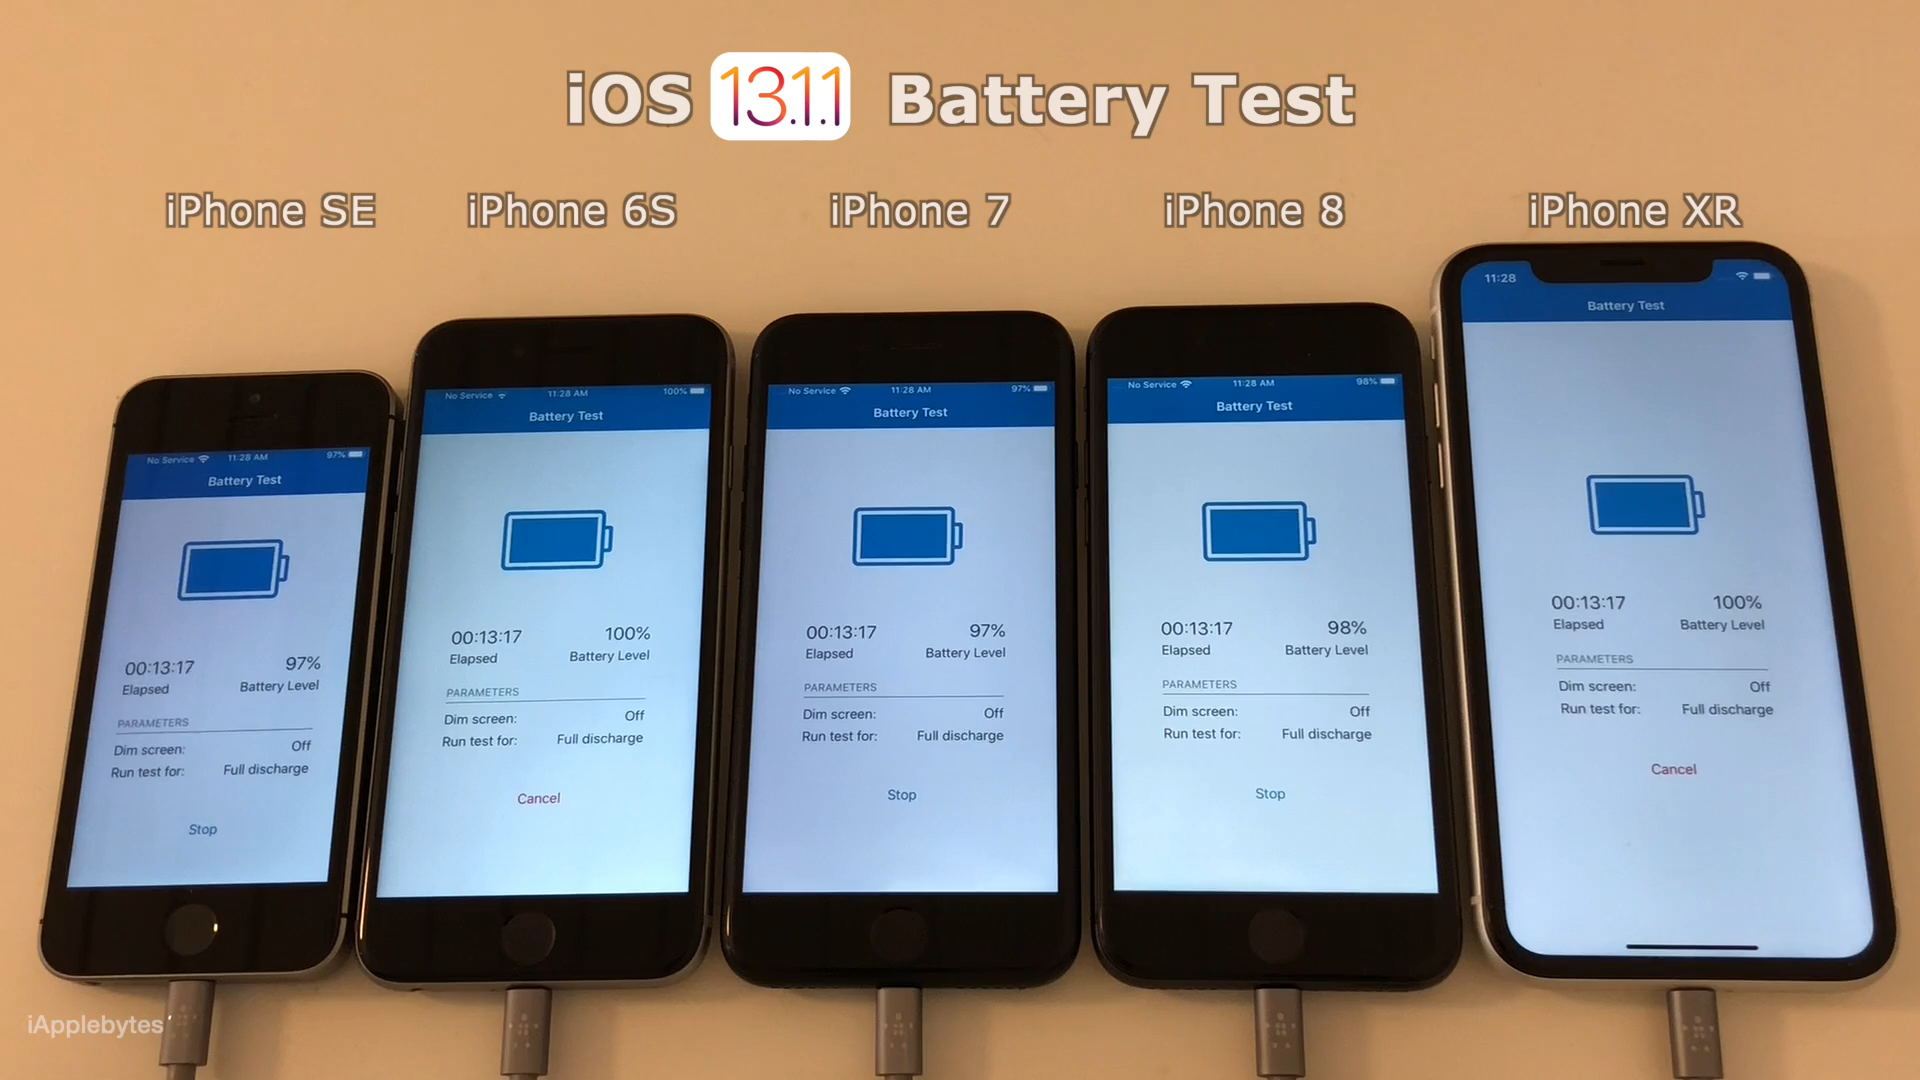 iOS 13.1.1 Battery Test
iPhone SE
iPhone 6S
iPhone 7
iPhone 8
iPhone XR
No Service 11:28 AM 97%
Battery Test
00:13:17 97%
Elapsed Battery Level
PARAMETERS
Dim screen: Off
Run test for: Full discharge
Stop
No Service 11:28 AM 100%
Battery Test
00:13:17 100%
Elapsed Battery Level
PARAMETERS
Dim screen: Off
Run test for: Full discharge
Cancel
No Service 11:28 AM 97%
Battery Test
00:13:17 97%
Elapsed Battery Level
PARAMETERS
Dim screen: Off
Run test for: Full discharge
Stop
No Service 11:28 AM 98%
Battery Test
00:13:17 98%
Elapsed Battery Level
PARAMETERS
Dim screen: Off
Run test for: Full discharge
Stop
11:28
Battery Test
00:13:17 100%
Elapsed Battery Level
PARAMETERS
Dim screen: Off
Run test for: Full discharge
Cancel
iApplebytes